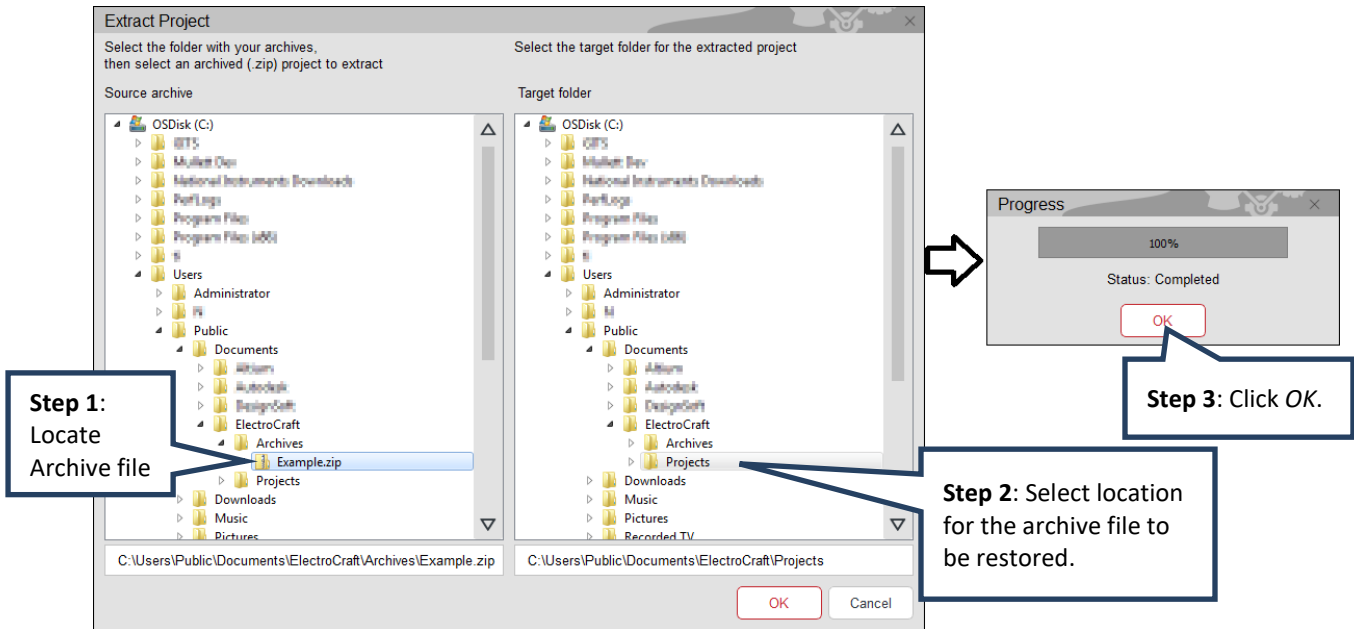 Extract Project
Select the folder with your archives,
then select an archived (.zip) project to extract
Select the target folder for the extracted project
Source archive
Target folder
OSDisk (C:)
Users
Administrator
Public
Documents
ElectroCraft
Archives
Example.zip
Projects
Downloads
Music
Pictures
C:\Users\Public\Documents\ElectroCraft\Archives\Example.zip
OSDisk (C:)
Users
Administrator
Public
Documents
ElectroCraft
Archives
Projects
Downloads
Music
Pictures
Recorded TV
C:\Users\Public\Documents\ElectroCraft\Projects
OK
Cancel
Step 1:
Locate
Archive file
Step 2: Select location
for the archive file to
be restored.
Progress
100%
Status: Completed
OK
Step 3: Click OK.